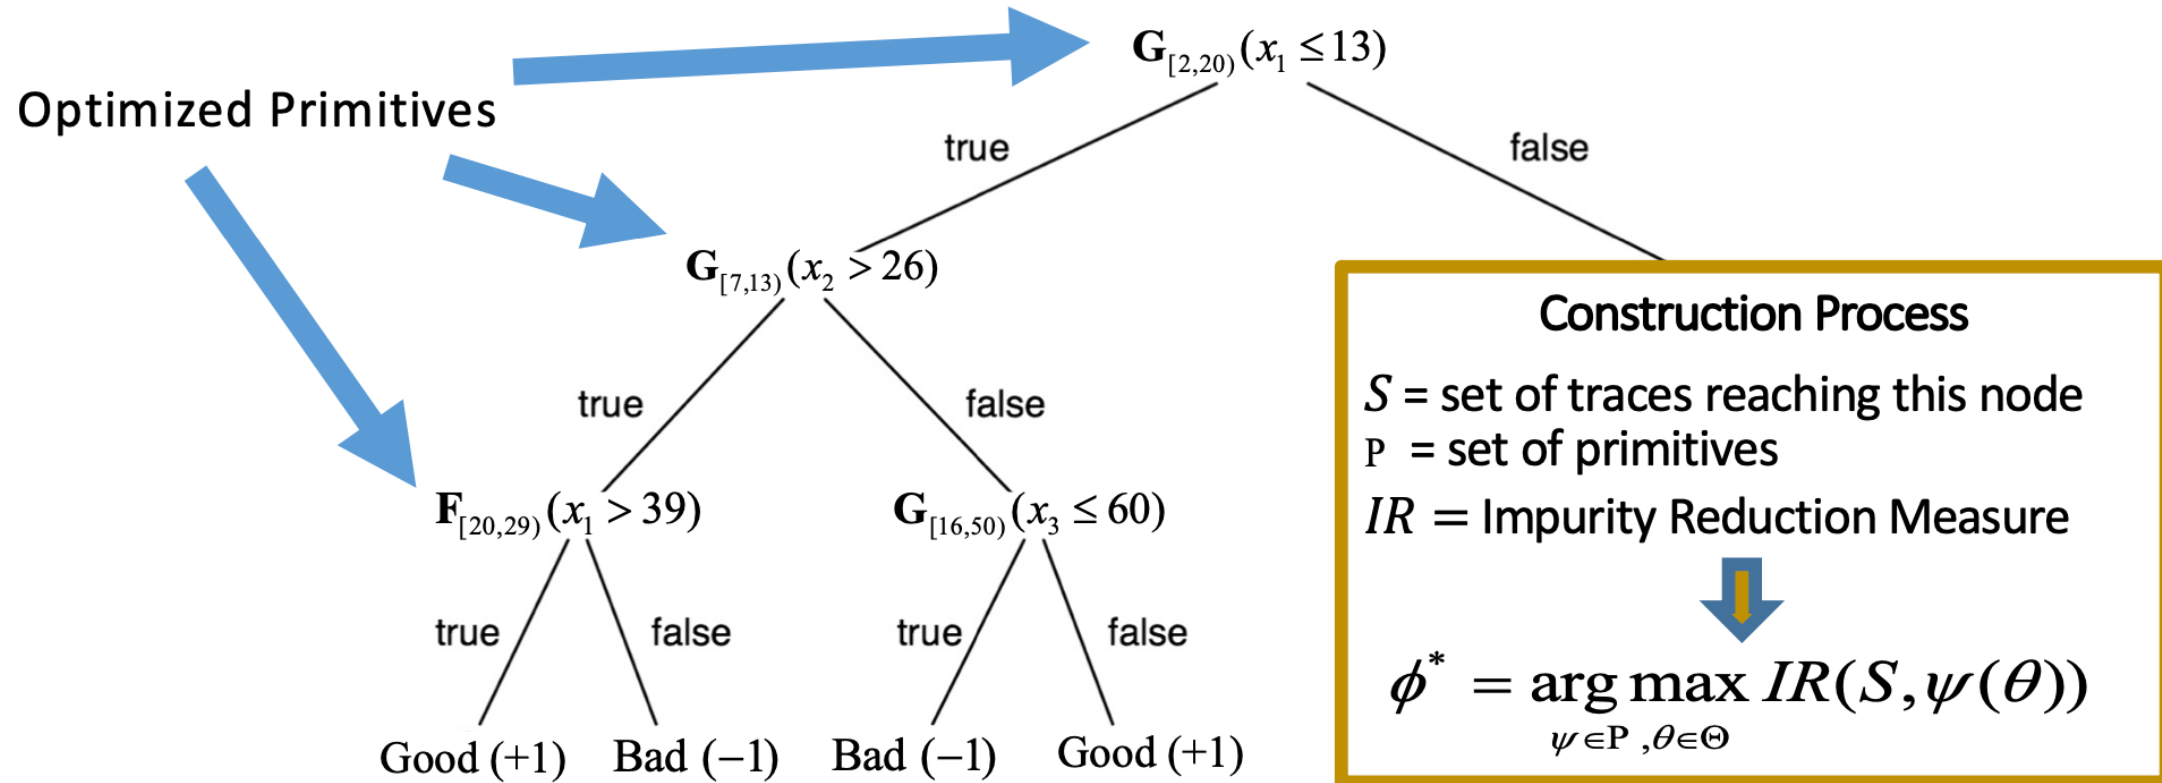 G[2,20)(x1 ≤ 13)
Optimized Primitives
true
false
G[7,13)(x2 > 26)
true
false
F[20,29)(x1 > 39)
G[16,50)(x3 ≤ 60)
true
false
true
false
Good (+1)
Bad (−1)
Bad (−1)
Good (+1)
Construction Process
S = set of traces reaching this node
P = set of primitives
IR = Impurity Reduction Measure
ϕ* = arg max IR(S,ψ(θ))
ψ∈P ,θ∈Θ